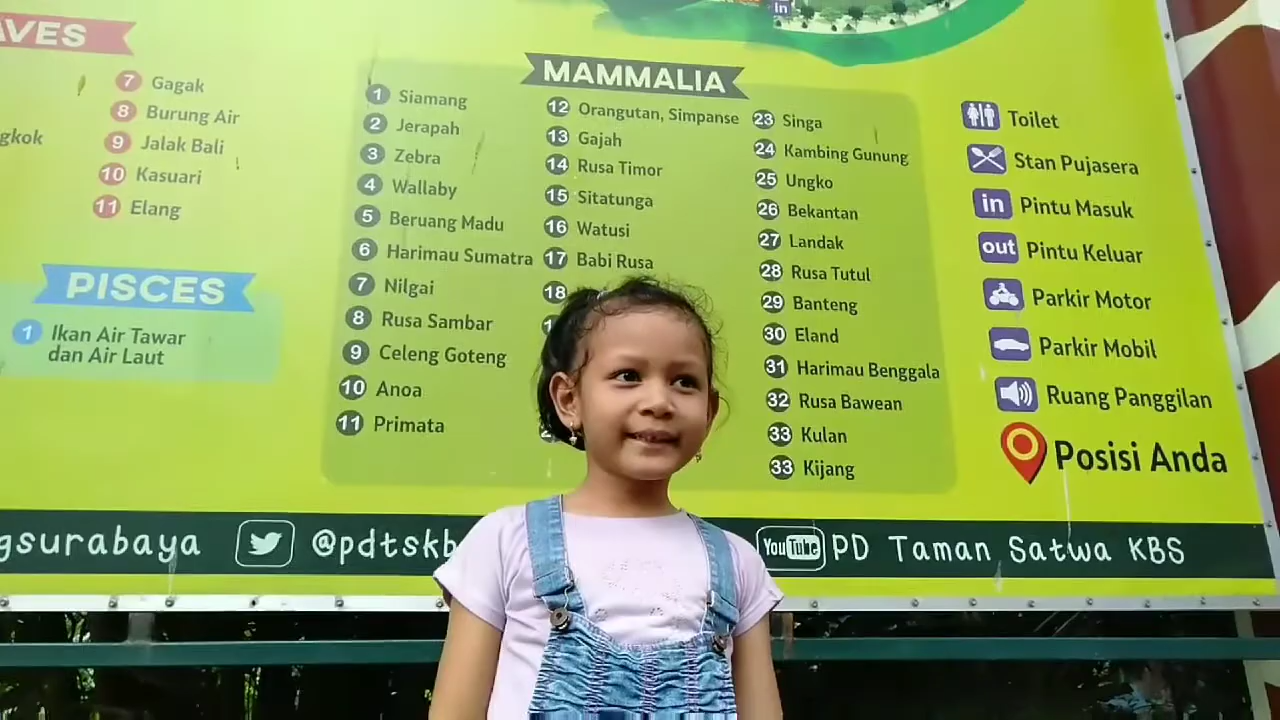 AVES
gkok
7 Gagak
8 Burung Air
9 Jalak Bali
10 Kasuari
11 Elang
PISCES
1 Ikan Air Tawar
dan Air Laut
MAMMALIA
1 Siamang
2 Jerapah
3 Zebra
4 Wallaby
5 Beruang Madu
6 Harimau Sumatra
7 Nilgai
8 Rusa Sambar
9 Celeng Goteng
10 Anoa
11 Primata
12 Orangutan, Simpanse
13 Gajah
14 Rusa Timor
15 Sitatunga
16 Watusi
17 Babi Rusa
18
23 Singa
24 Kambing Gunung
25 Ungko
26 Bekantan
27 Landak
28 Rusa Tutul
29 Banteng
30 Eland
31 Harimau Benggala
32 Rusa Bawean
33 Kulan
33 Kijang
in
Toilet
Stan Pujasera
in Pintu Masuk
out Pintu Keluar
Parkir Motor
Parkir Mobil
Ruang Panggilan
Posisi Anda
gsurabaya @pdtskb YouTube PD Taman Satwa KBS